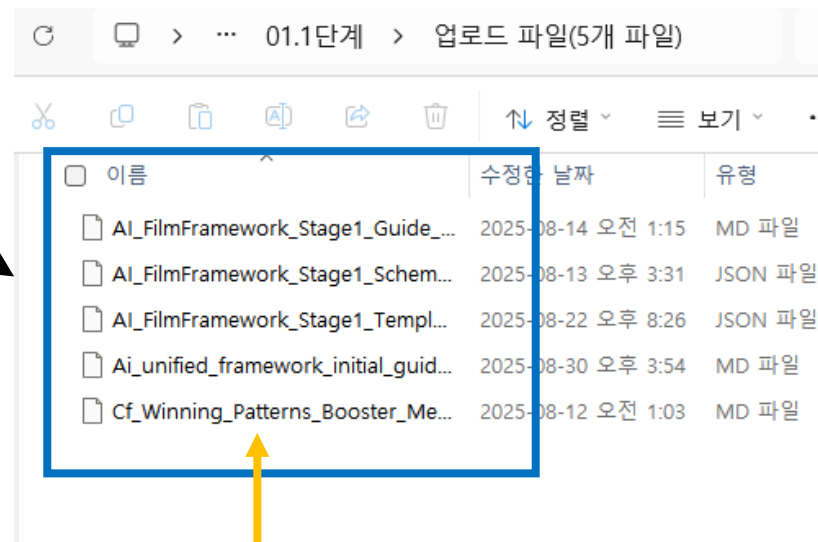 ··· 01.1단계 > 업로드 파일(5개 파일)
정렬 보기
이름 수정한 날짜 유형
AI_FilmFramework_Stage1_Guide_... 2025-08-14 오전 1:15 MD 파일
AI_FilmFramework_Stage1_Schem... 2025-08-13 오후 3:31 JSON 파일
AI_FilmFramework_Stage1_Templ... 2025-08-22 오후 8:26 JSON 파일
Ai_unified_framework_initial_guid... 2025-08-30 오후 3:54 MD 파일
Cf_Winning_Patterns_Booster_Me... 2025-08-12 오전 1:03 MD 파일